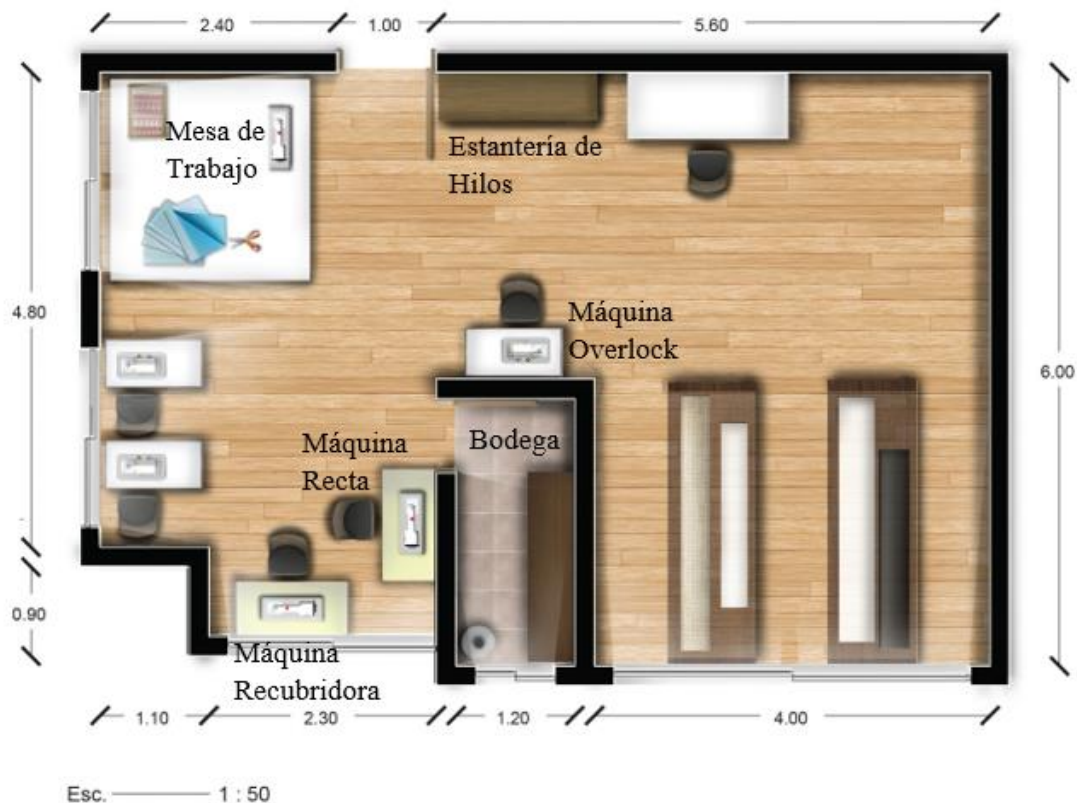 2.40
1.00
5.60
Mesa de
Trabajo
Estantería de
Hilos
4.80
Máquina
Overlock
6.00
Máquina
Recta
Bodega
0.90
Máquina
Recubridora
1.10
2.30
1.20
4.00
Esc. 1 : 50